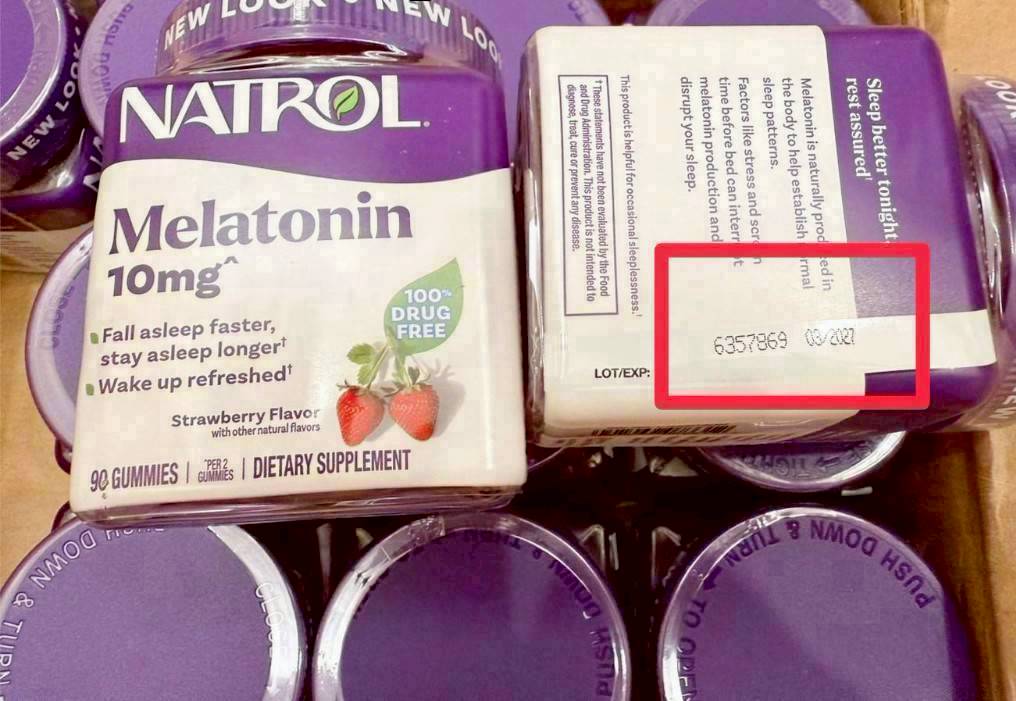 NEW LOOK • NEW LOO
NATROL
Melatonin
10mg^
100%
DRUG
FREE
Fall asleep faster,
stay asleep longer†
Wake up refreshed†
Strawberry Flavor
with other natural flavors
90 GUMMIES | ^PER 2 GUMMIES | DIETARY SUPPLEMENT
Sleep better tonight,
rest assured†
Melatonin is naturally produced in
the body to help establish normal
sleep patterns.
Factors like stress and screen
time before bed can interrupt
melatonin production and
disrupt your sleep.
This product is helpful for occasional sleeplessness.†
† These statements have not been evaluated by the Food
and Drug Administration. This product is not intended to
diagnose, treat, cure or prevent any disease.
6357869 03/2027
LOT/EXP:
NEW LOOK
CLOSE
PUSH DOWN & TURN
CLOSE
PUSH DOWN
PUSH DOWN & TURN
TO OPEN